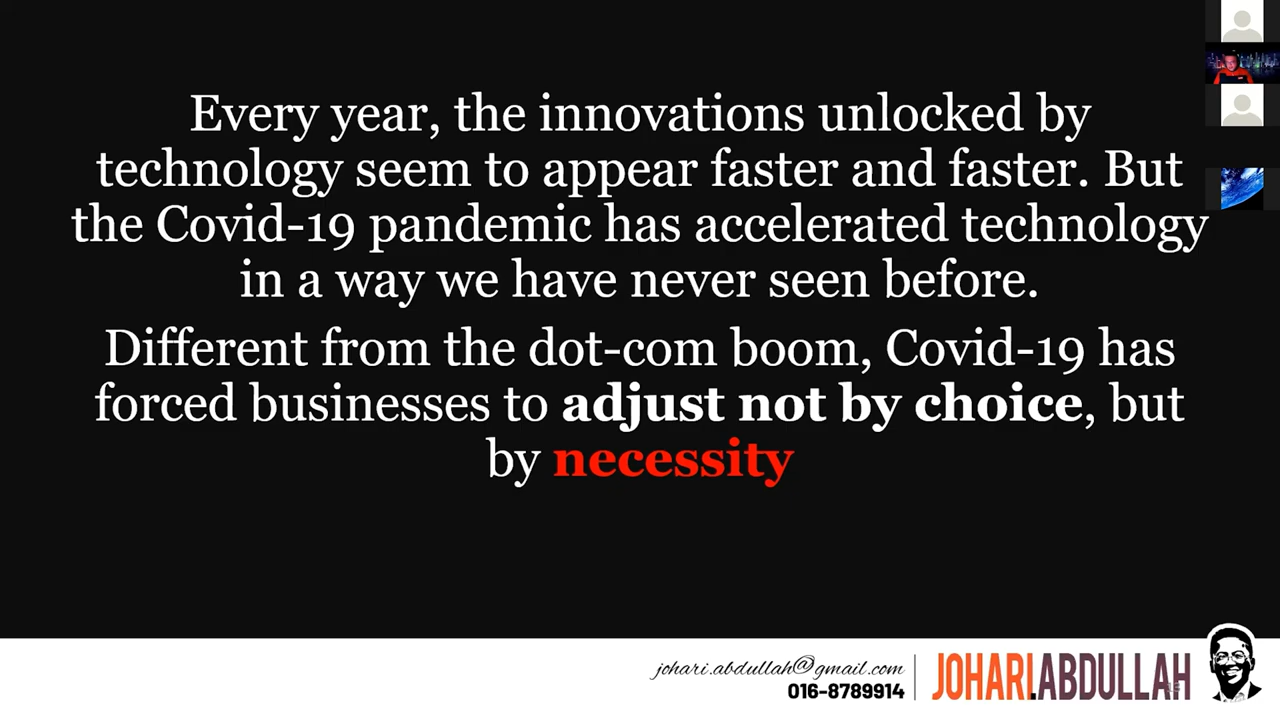 Every year, the innovations unlocked by
technology seem to appear faster and faster. But
the Covid-19 pandemic has accelerated technology
in a way we have never seen before.
Different from the dot-com boom, Covid-19 has
forced businesses to adjust not by choice, but
by necessity
johari.abdullah@gmail.com
016-8789914
JOHARI.ABDULLAH